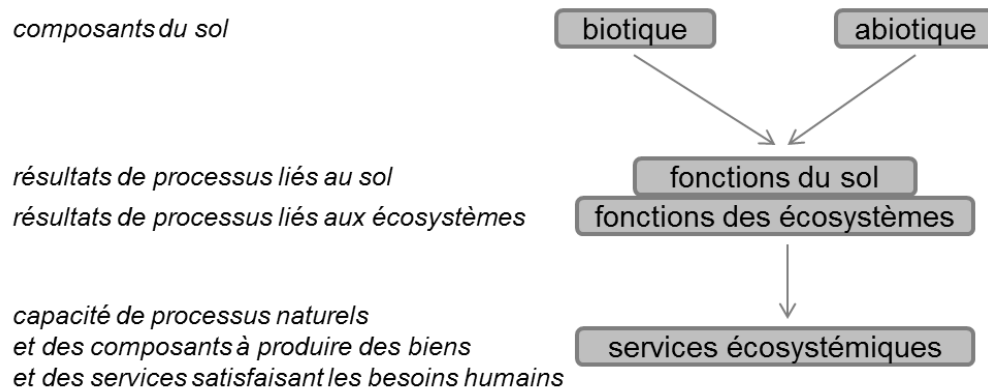 composants du sol
biotique
abiotique
résultats de processus liés au sol
fonctions du sol
résultats de processus liés aux écosystèmes
fonctions des écosystèmes
capacité de processus naturels
et des composants à produire des biens
et des services satisfaisant les besoins humains
services écosystémiques